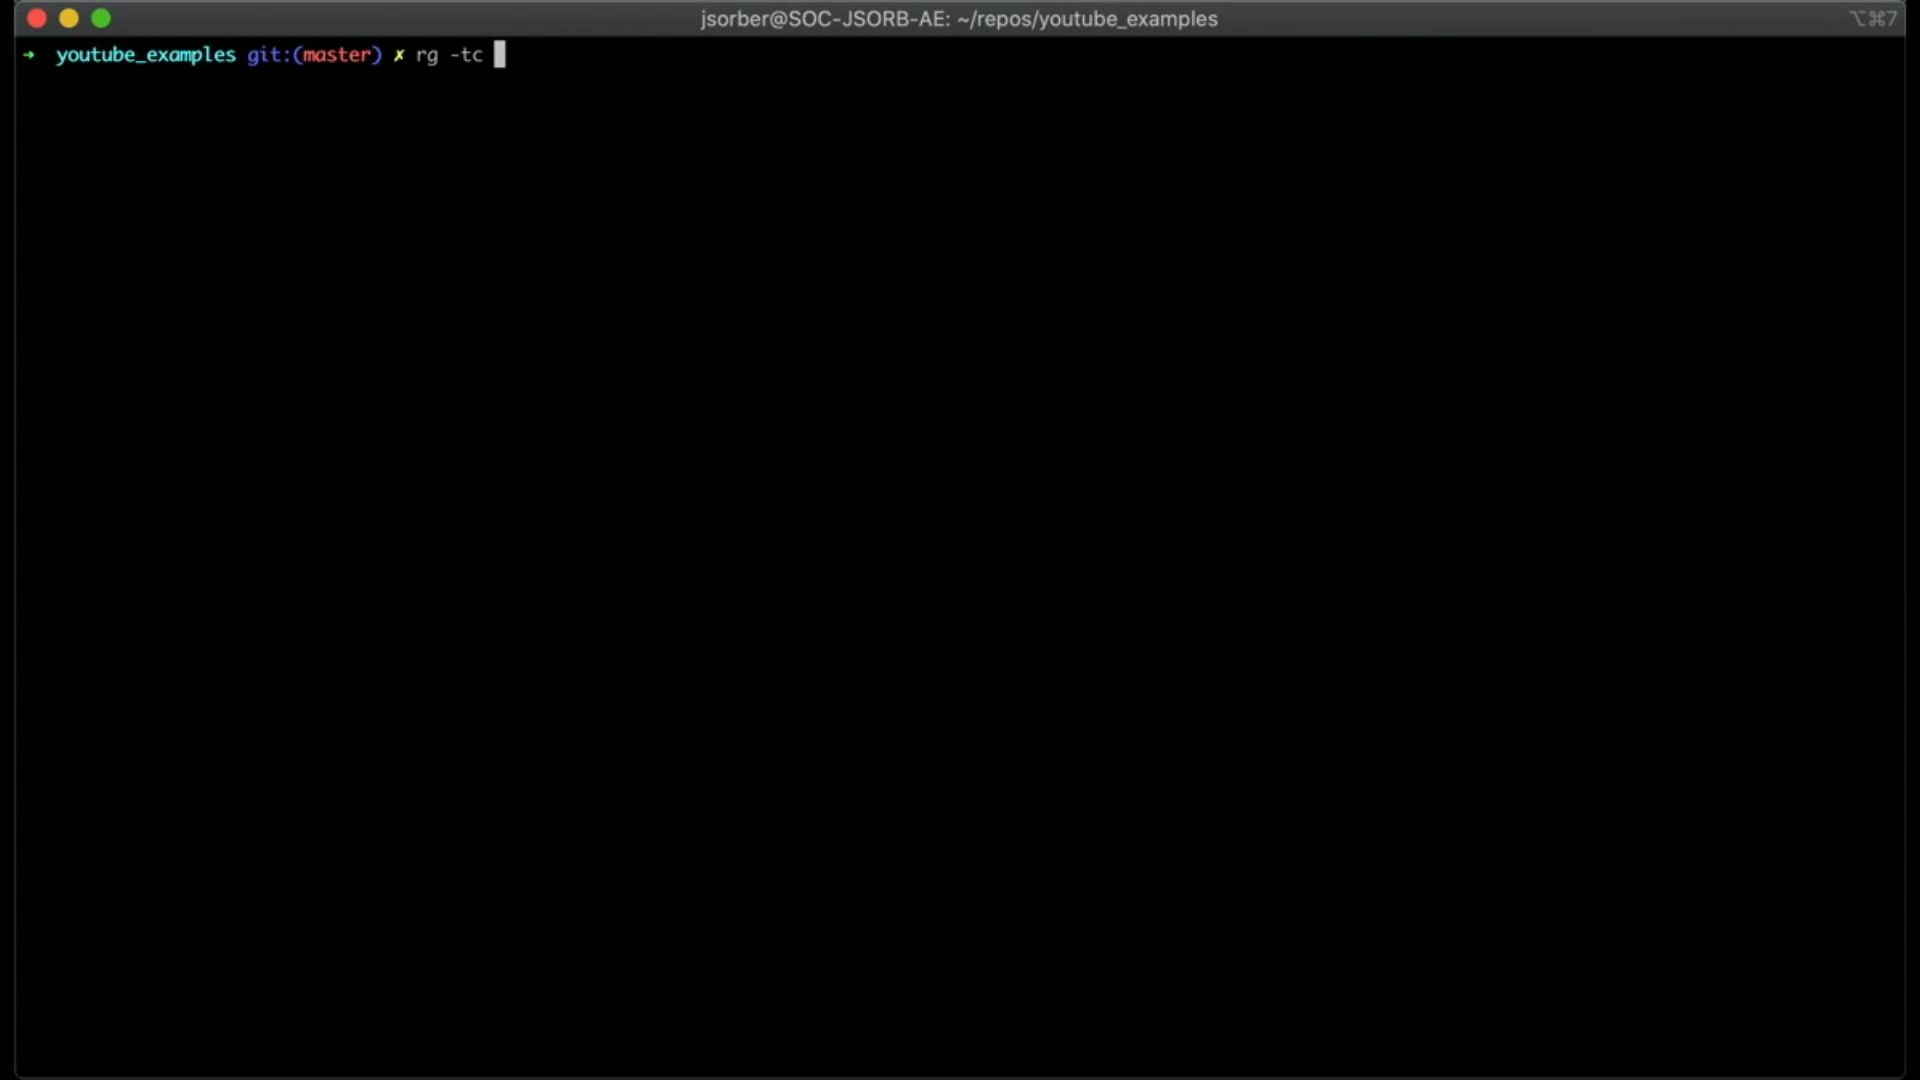 jsorber@SOC-JSORB-AE: ~/repos/youtube_examples
⌥⌘7
➜ youtube_examples git:(master) ✗ rg -tc